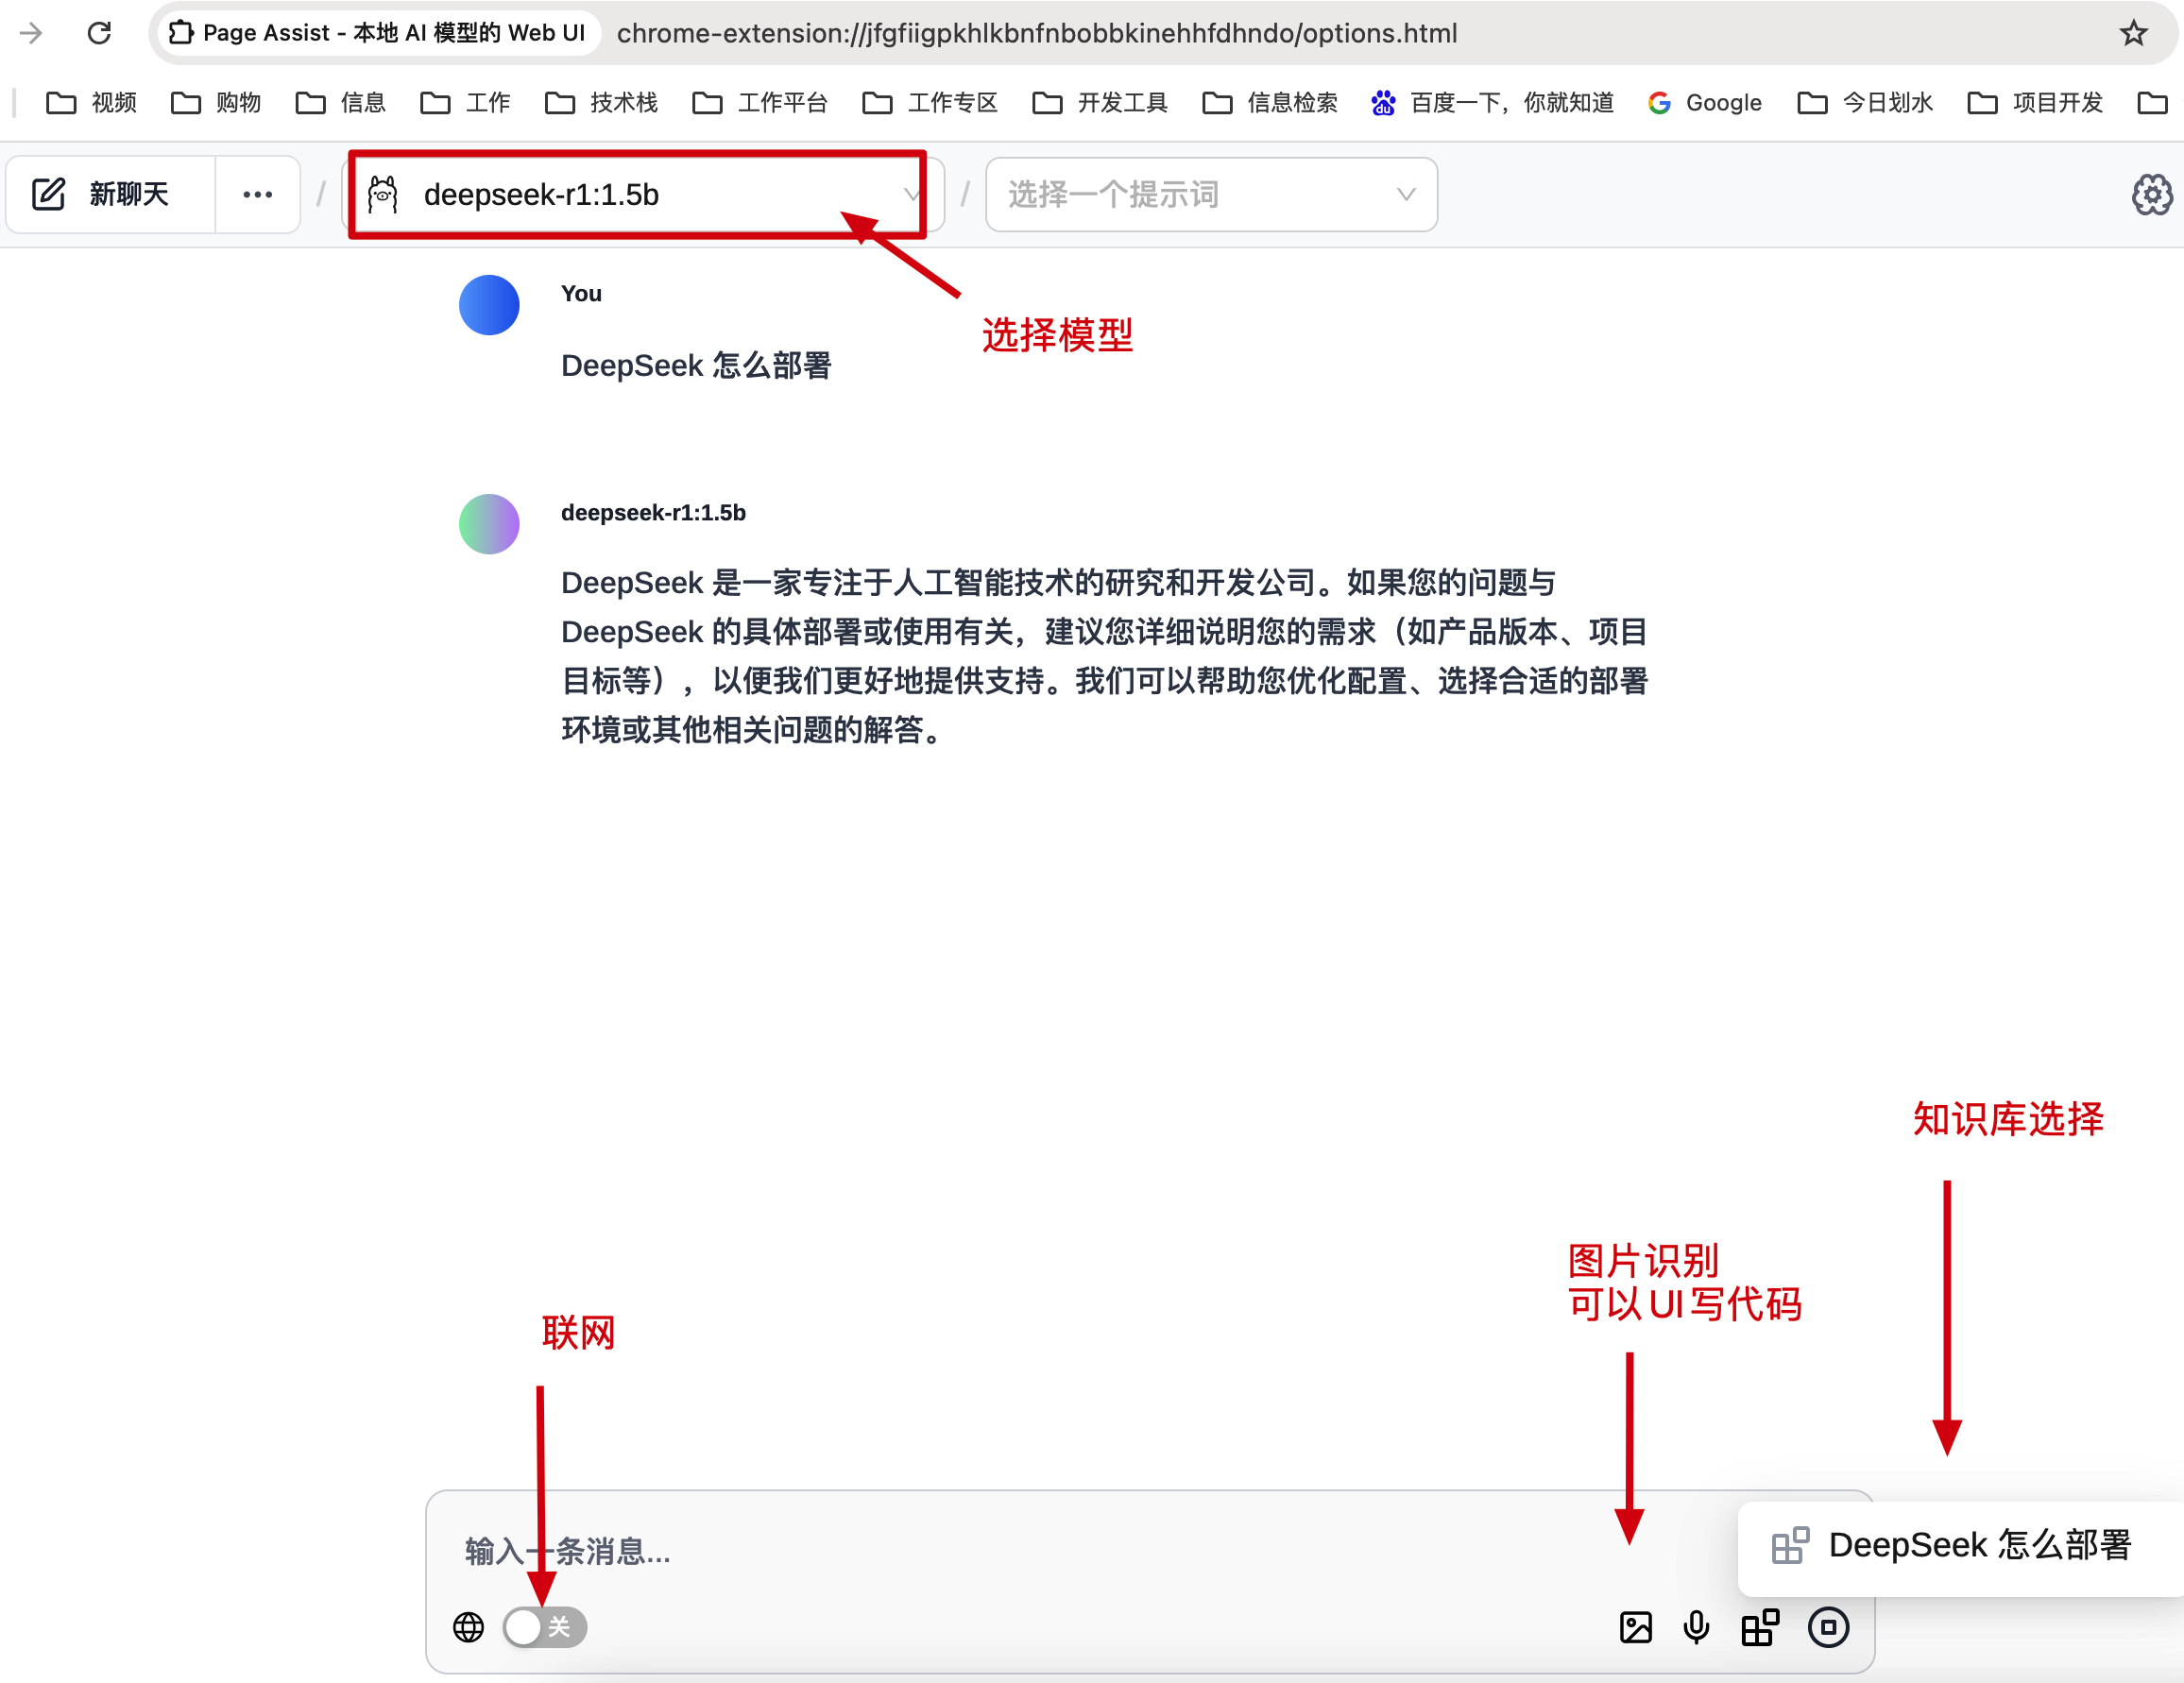 Page Assist - 本地 AI 模型的 Web UI
chrome-extension://jfgfiigpkhlkbnfnbobbkinehhfdhndo/options.html
视频
购物
信息
工作
技术栈
工作平台
工作专区
开发工具
信息检索
百度一下，你就知道
Google
今日划水
项目开发
新聊天
deepseek-r1:1.5b
选择一个提示词
选择模型
You
DeepSeek 怎么部署
deepseek-r1:1.5b
DeepSeek 是一家专注于人工智能技术的研究和开发公司。如果您的问题与
DeepSeek 的具体部署或使用有关，建议您详细说明您的需求（如产品版本、项目
目标等），以便我们更好地提供支持。我们可以帮助您优化配置、选择合适的部署
环境或其他相关问题的解答。
知识库选择
图片识别
可以 UI 写代码
联网
输入一条消息...
DeepSeek 怎么部署
关